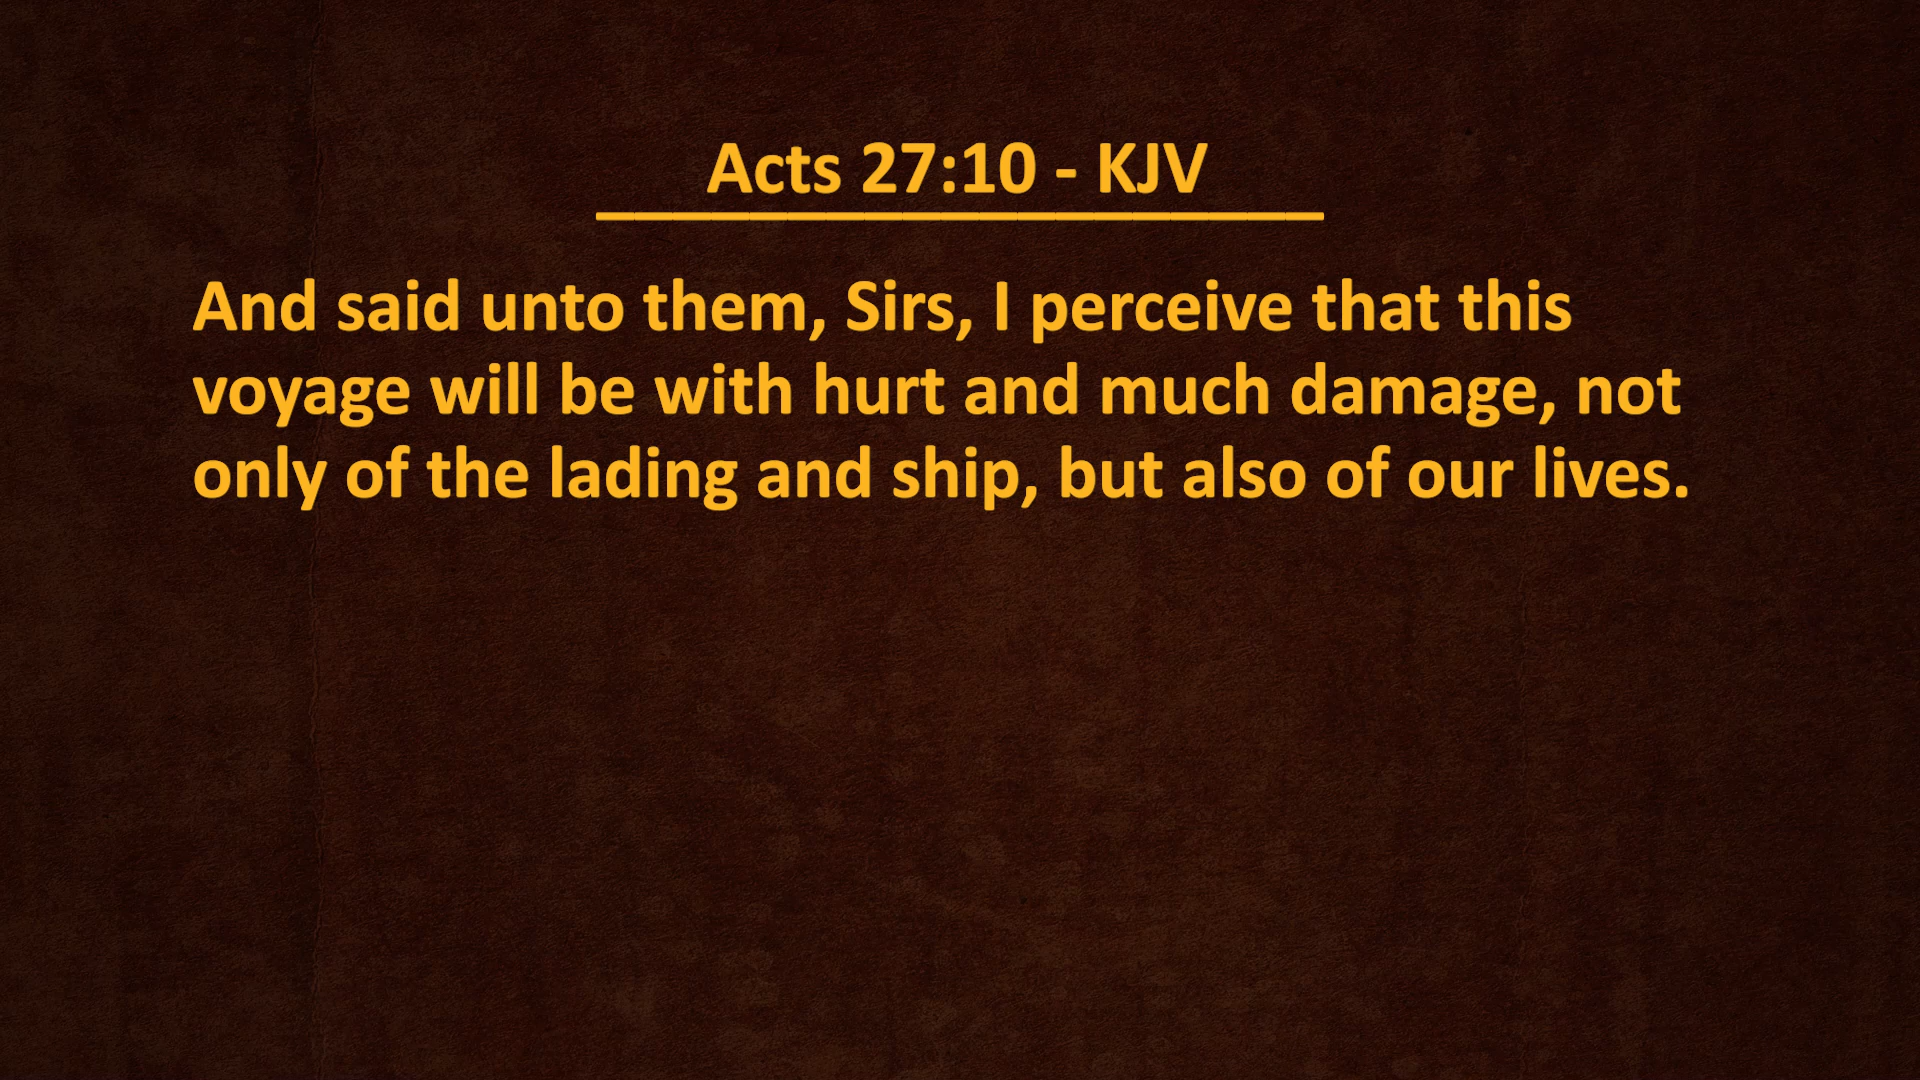 Acts 27:10 - KJV
And said unto them, Sirs, I perceive that this
voyage will be with hurt and much damage, not
only of the lading and ship, but also of our lives.